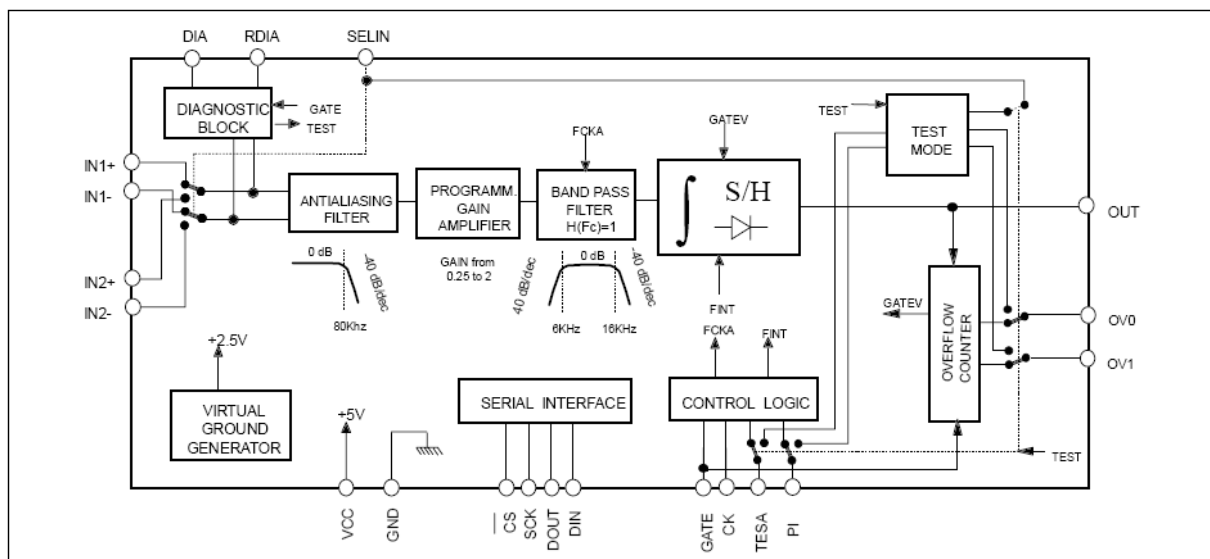 DIA RDIA SELIN
DIAGNOSTIC
BLOCK
GATE
TEST
IN1+
IN1-
IN2+
IN2-
ANTIALIASING
FILTER
0 dB
-40 dB/dec
80Khz
PROGRAMM.
GAIN
AMPLIFIER
GAIN from
0.25 to 2
FCKA
BAND PASS
FILTER
H(Fc)=1
40 dB/dec
0 dB
-40 dB/dec
6KHz 16KHz
GATEV
∫ S/H
FINT
TEST
TEST
MODE
OUT
GATEV
OVERFLOW
COUNTER
OV0
OV1
+2.5V
VIRTUAL
GROUND
GENERATOR
+5V
SERIAL INTERFACE
FCKA
FINT
CONTROL LOGIC
TEST
VCC
GND
CS
SCK
DOUT
DIN
GATE
CK
TESA
PI